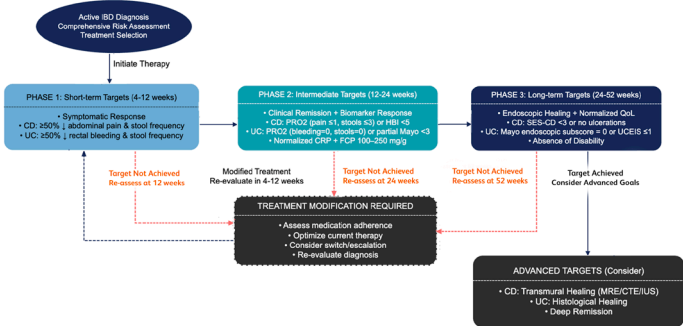 Active IBD Diagnosis
Comprehensive Risk Assessment
Treatment Selection
Initiate Therapy
PHASE 1: Short-term Targets (4-12 weeks)
• Symptomatic Response
• CD: ≥50% ↓ abdominal pain & stool frequency
• UC: ≥50% ↓ rectal bleeding & stool frequency
PHASE 2: Intermediate Targets (12-24 weeks)
• Clinical Remission + Biomarker Response
• CD: PRO2 (pain ≤1, stools ≤3) or HBI <5
• UC: PRO2 (bleeding=0, stools=0) or partial Mayo <3
• Normalized CRP + FCP 100–250 mg/g
PHASE 3: Long-term Targets (24-52 weeks)
• Endoscopic Healing + Normalized QoL
• CD: SES-CD <3 or no ulcerations
• UC: Mayo endoscopic subscore = 0 or UCEIS ≤1
• Absence of Disability
Target Not Achieved
Re-assess at 12 weeks
Modified Treatment
Re-evaluate in 4-12 weeks
Target Not Achieved
Re-assess at 24 weeks
Target Not Achieved
Re-assess at 52 weeks
Target Achieved
Consider Advanced Goals
TREATMENT MODIFICATION REQUIRED
• Assess medication adherence
• Optimize current therapy
• Consider switch/escalation
• Re-evaluate diagnosis
ADVANCED TARGETS (Consider)
• CD: Transmural Healing (MRE/CTE/IUS)
• UC: Histological Healing
• Deep Remission